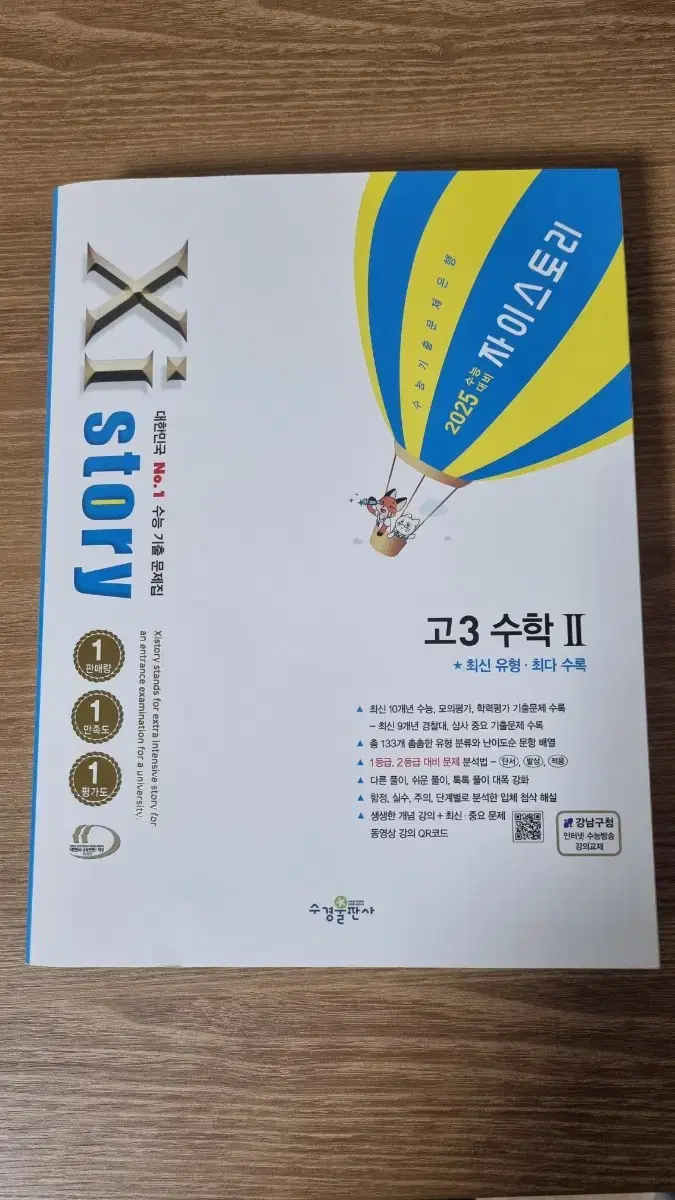 Xi
story
대한민국 No.1 수능 기출 문제집
Xistory stands for extra intensive story for
an entrance examination for a university.
1
판매량
1
만족도
1
평가도
수능 기출 문제 은행
2025 수능
대비
자이스토리
고3 수학 Ⅱ
★ 최신 유형 · 최다 수록
▲ 최신 10개년 수능, 모의평가, 학력평가 기출문제 수록
– 최신 9개년 경찰대, 삼사 중요 기출문제 수록
▲ 총 133개 촘촘한 유형 분류와 난이도순 문항 배열
▲ 1등급, 2등급 대비 문제 분석법 – 단서, 발상, 적용
▲ 다른 풀이, 쉬운 풀이, 톡톡 풀이 대폭 강화
▲ 함정, 실수, 주의, 단계별로 분석한 입체 첨삭 해설
▲ 생생한 개념 강의 + 최신 · 중요 문제
동영상 강의 QR코드
강남구청
인터넷 수능방송
강의교재
수경출판사